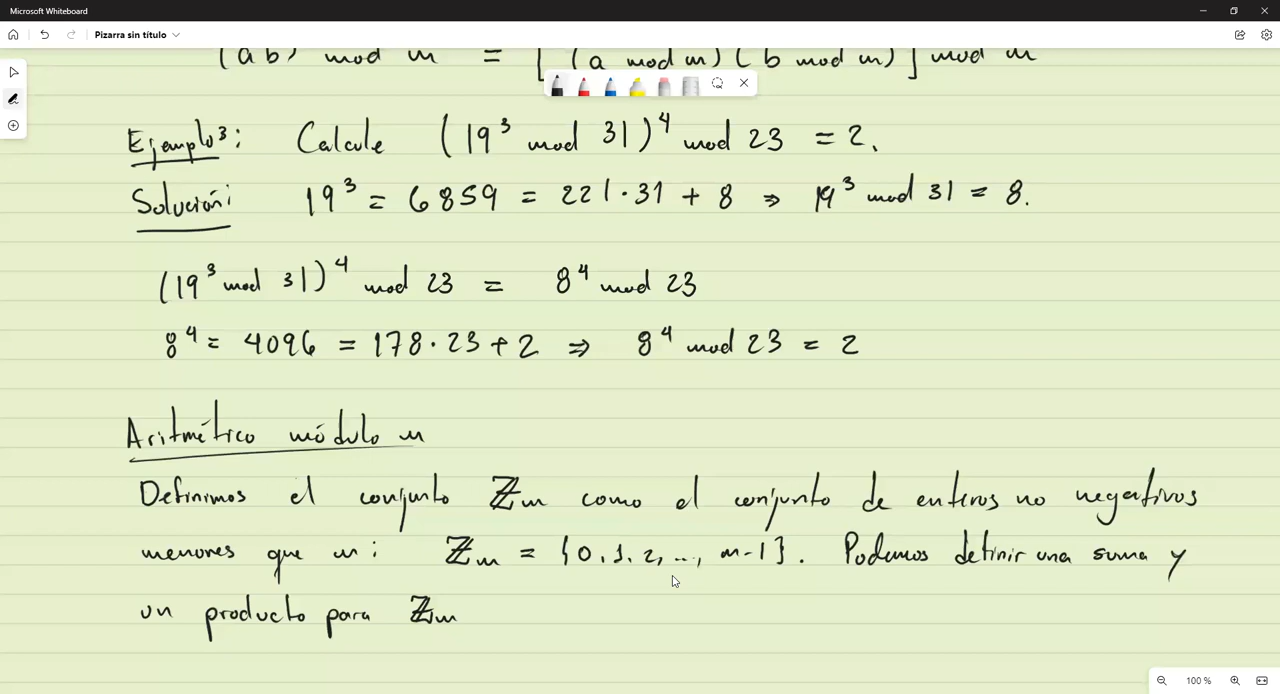 Microsoft Whiteboard
Pizarra sin título
(ab) mod m = [(a mod m)(b mod m)] mod m
Ejemplo 3: Calcule (19³ mod 31)⁴ mod 23 = 2.
Solución: 19³ = 6859 = 221·31 + 8 ⇒ 19³ mod 31 = 8.
(19³ mod 31)⁴ mod 23 = 8⁴ mod 23
8⁴ = 4096 = 178·23 + 2 ⇒ 8⁴ mod 23 = 2
Aritmético módulo m
Definimos el conjunto ℤm como el conjunto de enteros no negativos
menores que m: ℤm = {0, 1, 2, ..., m-1}. Podemos definir una suma y
un producto para ℤm
100 %